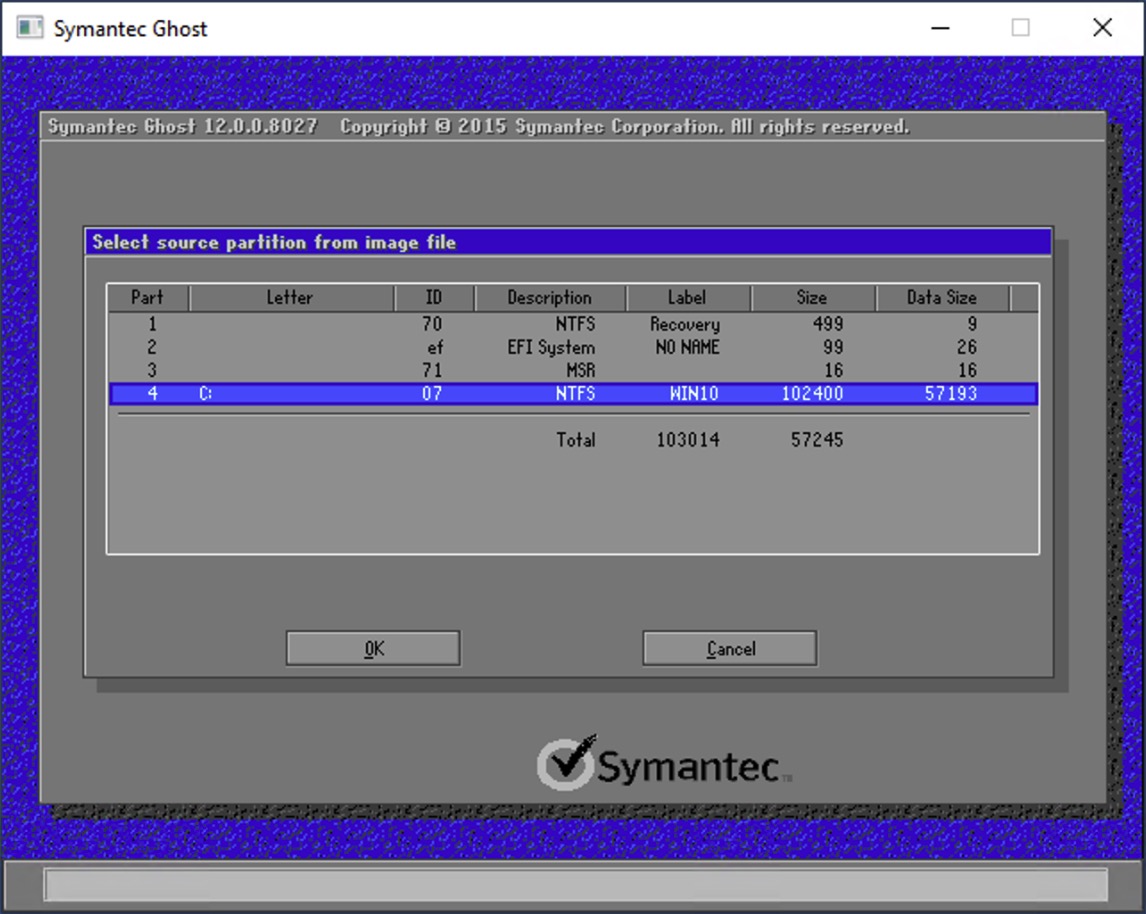 Symantec Ghost
Symantec Ghost 12.0.0.8027 Copyright © 2015 Symantec Corporation. All rights reserved.
Select source partition from image file
Part Letter ID Description Label Size Data Size
1 70 NTFS Recovery 499 9
2 ef EFI System NO NAME 99 26
3 71 MSR 16 16
4 C: 07 NTFS WIN10 102400 57193
Total 103014 57245
OK Cancel
Symantec™